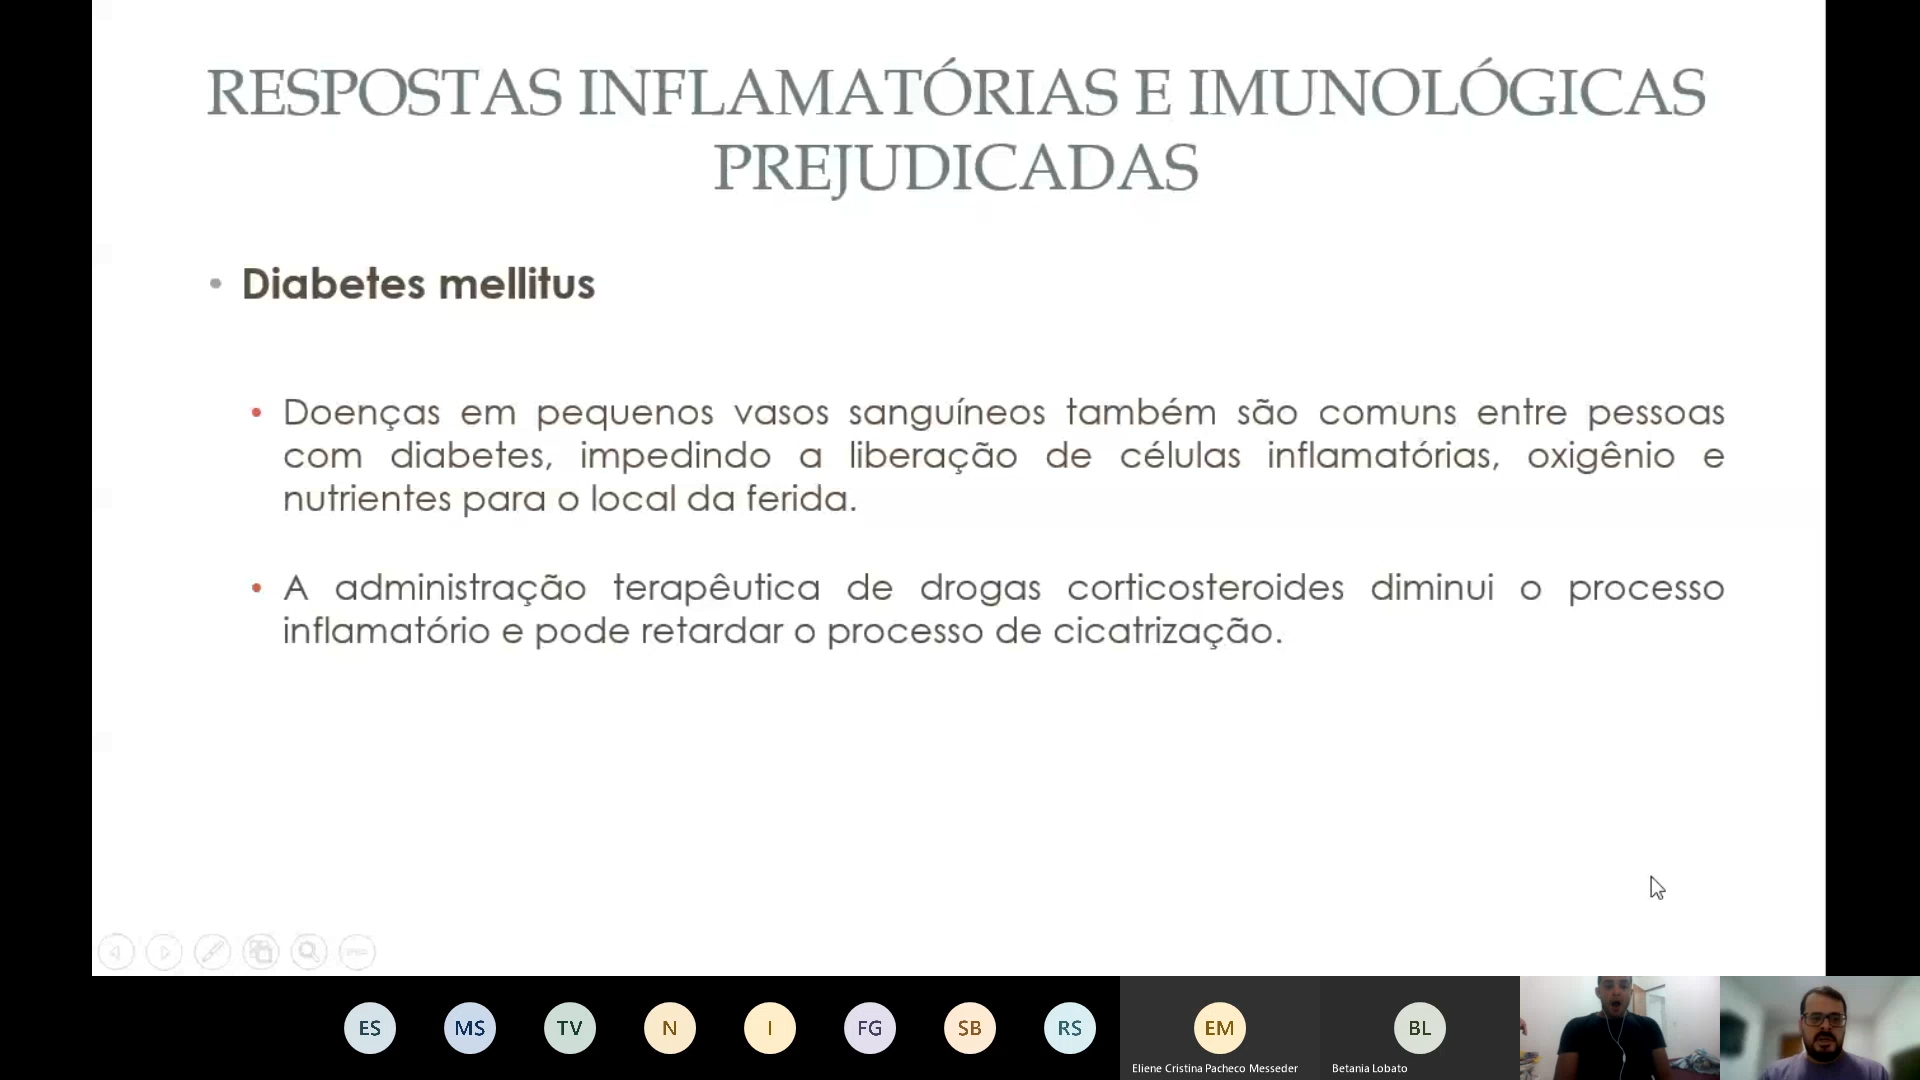 RESPOSTAS INFLAMATÓRIAS E IMUNOLÓGICAS
PREJUDICADAS
• Diabetes mellitus
• Doenças em pequenos vasos sanguíneos também são comuns entre pessoas
com diabetes, impedindo a liberação de células inflamatórias, oxigênio e
nutrientes para o local da ferida.
• A administração terapêutica de drogas corticosteroides diminui o processo
inflamatório e pode retardar o processo de cicatrização.
ES MS TV N I FG SB RS EM BL
Eliene Cristina Pacheco Messeder Betania Lobato